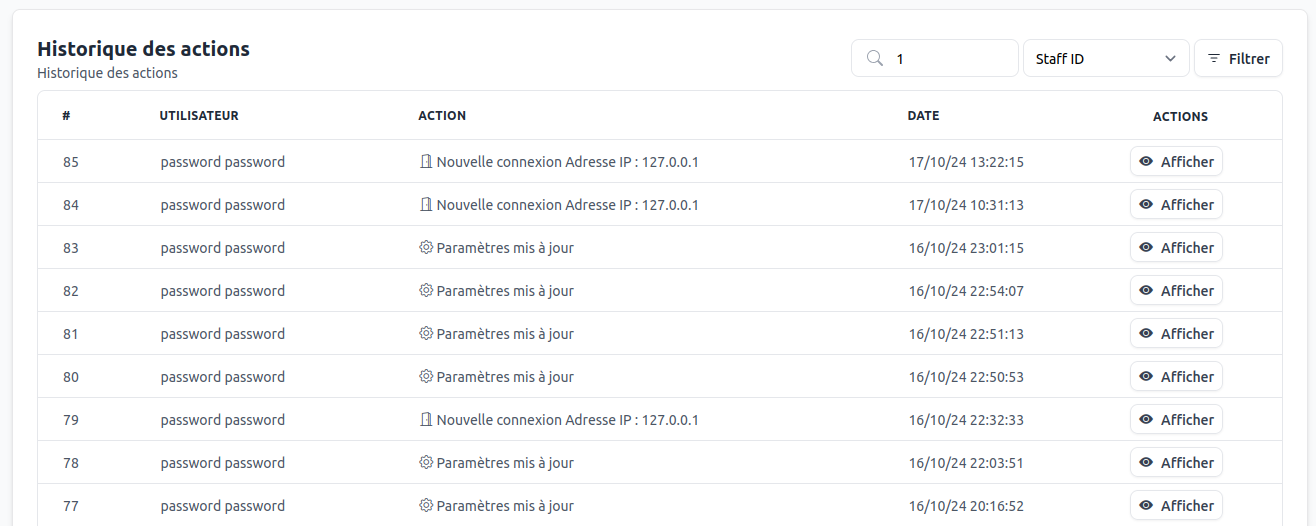 Historique des actions
Historique des actions
1 Staff ID Filtrer
# UTILISATEUR ACTION DATE ACTIONS
85 password password Nouvelle connexion Adresse IP : 127.0.0.1 17/10/24 13:22:15 Afficher
84 password password Nouvelle connexion Adresse IP : 127.0.0.1 17/10/24 10:31:13 Afficher
83 password password Paramètres mis à jour 16/10/24 23:01:15 Afficher
82 password password Paramètres mis à jour 16/10/24 22:54:07 Afficher
81 password password Paramètres mis à jour 16/10/24 22:51:13 Afficher
80 password password Paramètres mis à jour 16/10/24 22:50:53 Afficher
79 password password Nouvelle connexion Adresse IP : 127.0.0.1 16/10/24 22:32:33 Afficher
78 password password Paramètres mis à jour 16/10/24 22:03:51 Afficher
77 password password Paramètres mis à jour 16/10/24 20:16:52 Afficher